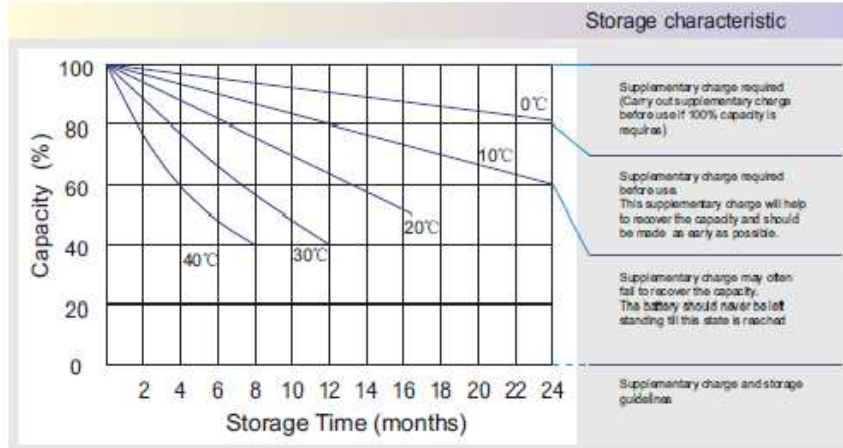 Storage characteristic
Capacity (%)
100
80
60
40
20
0
0℃
10℃
20℃
30℃
40℃
2 4 6 8 10 12 14 16 18 20 22 24
Storage Time (months)
Supplementary charge required
(Carry out supplementary charge
before use if 100% capacity is
requires)
Supplementary charge required
before use.
This supplementary charge will help
to recover the capacity and should
be made as early as possible.
Supplementary charge may often
fail to recover the capacity.
The battery should never be left
standing till this state is reached
Supplementary charge and storage
guidelines